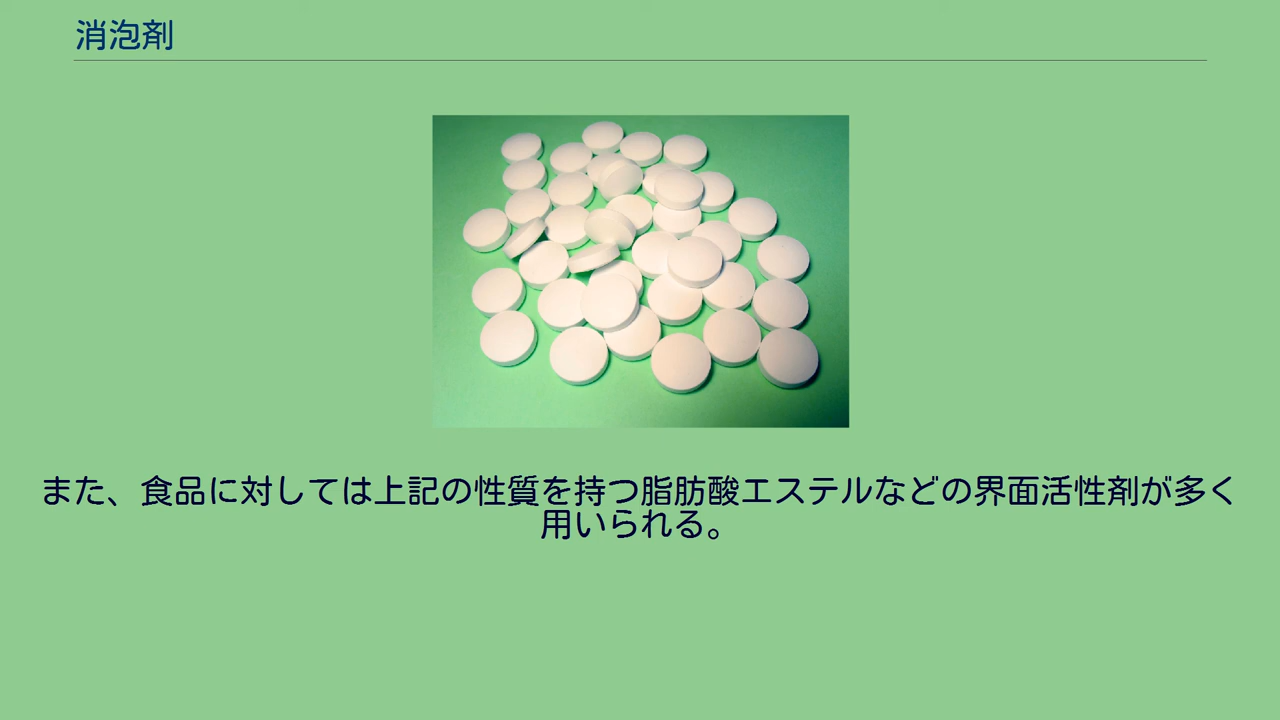 消泡剤
また、食品に対しては上記の性質を持つ脂肪酸エステルなどの界面活性剤が多く
用いられる。